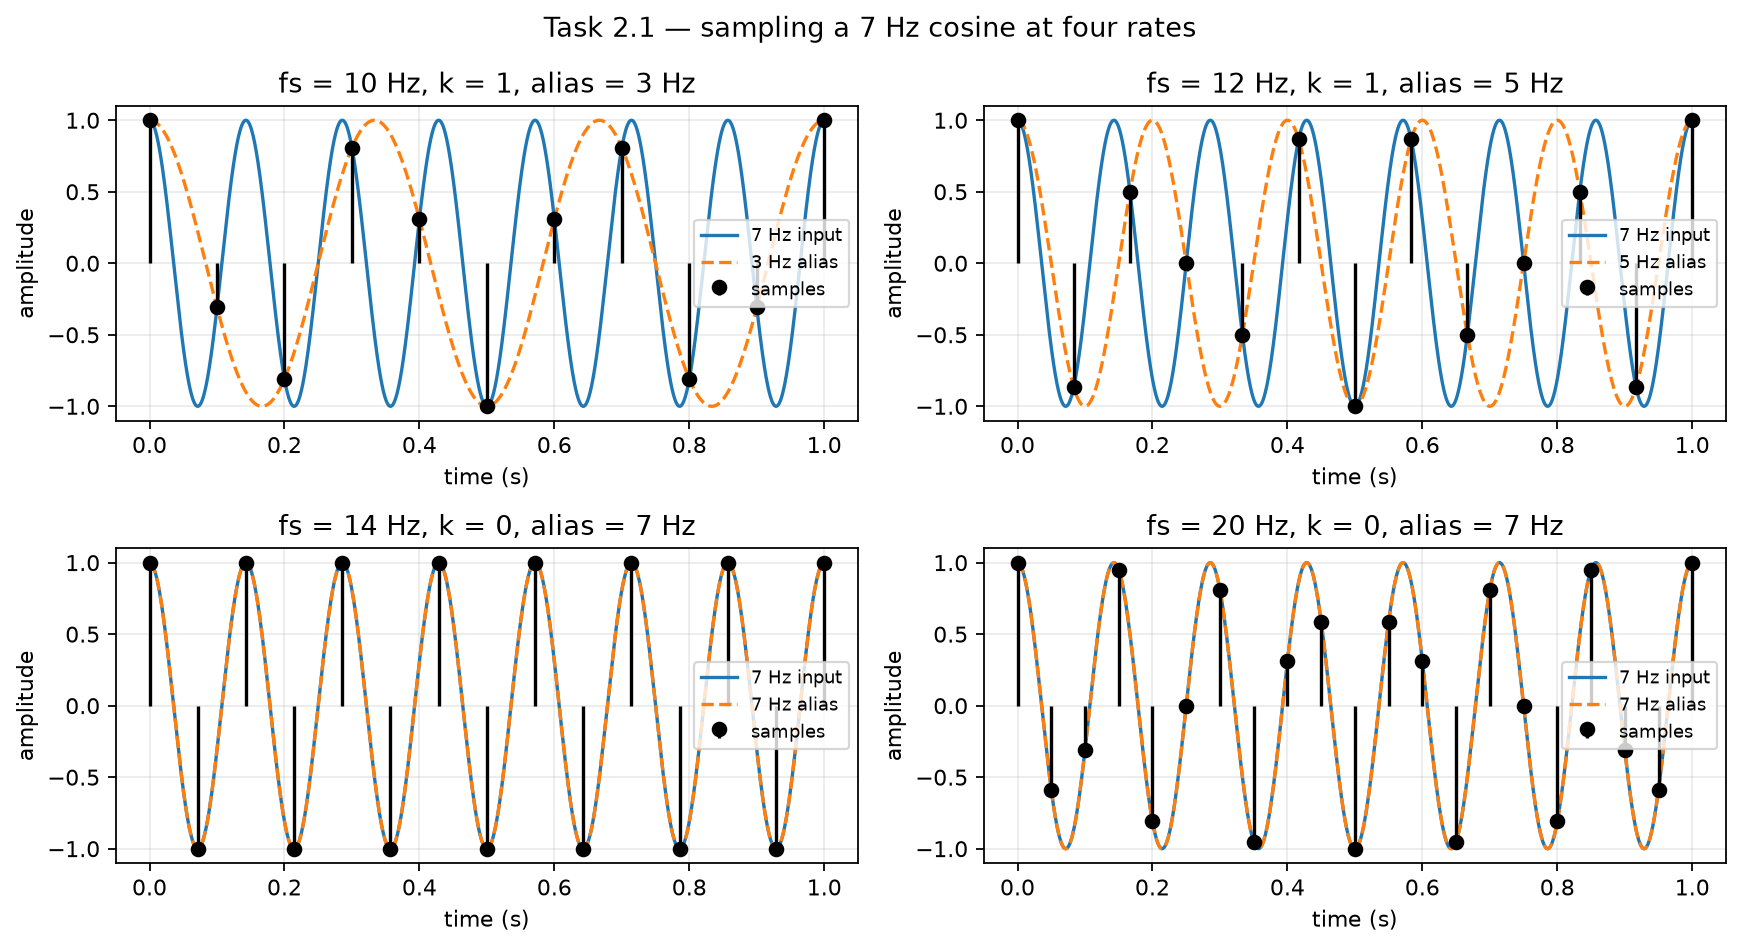 Task 2.1 — sampling a 7 Hz cosine at four rates
fs = 10 Hz, k = 1, alias = 3 Hz
amplitude
1.0
0.5
0.0
−0.5
−1.0
7 Hz input
3 Hz alias
samples
0.0 0.2 0.4 0.6 0.8 1.0
time (s)
fs = 12 Hz, k = 1, alias = 5 Hz
amplitude
1.0
0.5
0.0
−0.5
−1.0
7 Hz input
5 Hz alias
samples
0.0 0.2 0.4 0.6 0.8 1.0
time (s)
fs = 14 Hz, k = 0, alias = 7 Hz
amplitude
1.0
0.5
0.0
−0.5
−1.0
7 Hz input
7 Hz alias
samples
0.0 0.2 0.4 0.6 0.8 1.0
time (s)
fs = 20 Hz, k = 0, alias = 7 Hz
amplitude
1.0
0.5
0.0
−0.5
−1.0
7 Hz input
7 Hz alias
samples
0.0 0.2 0.4 0.6 0.8 1.0
time (s)